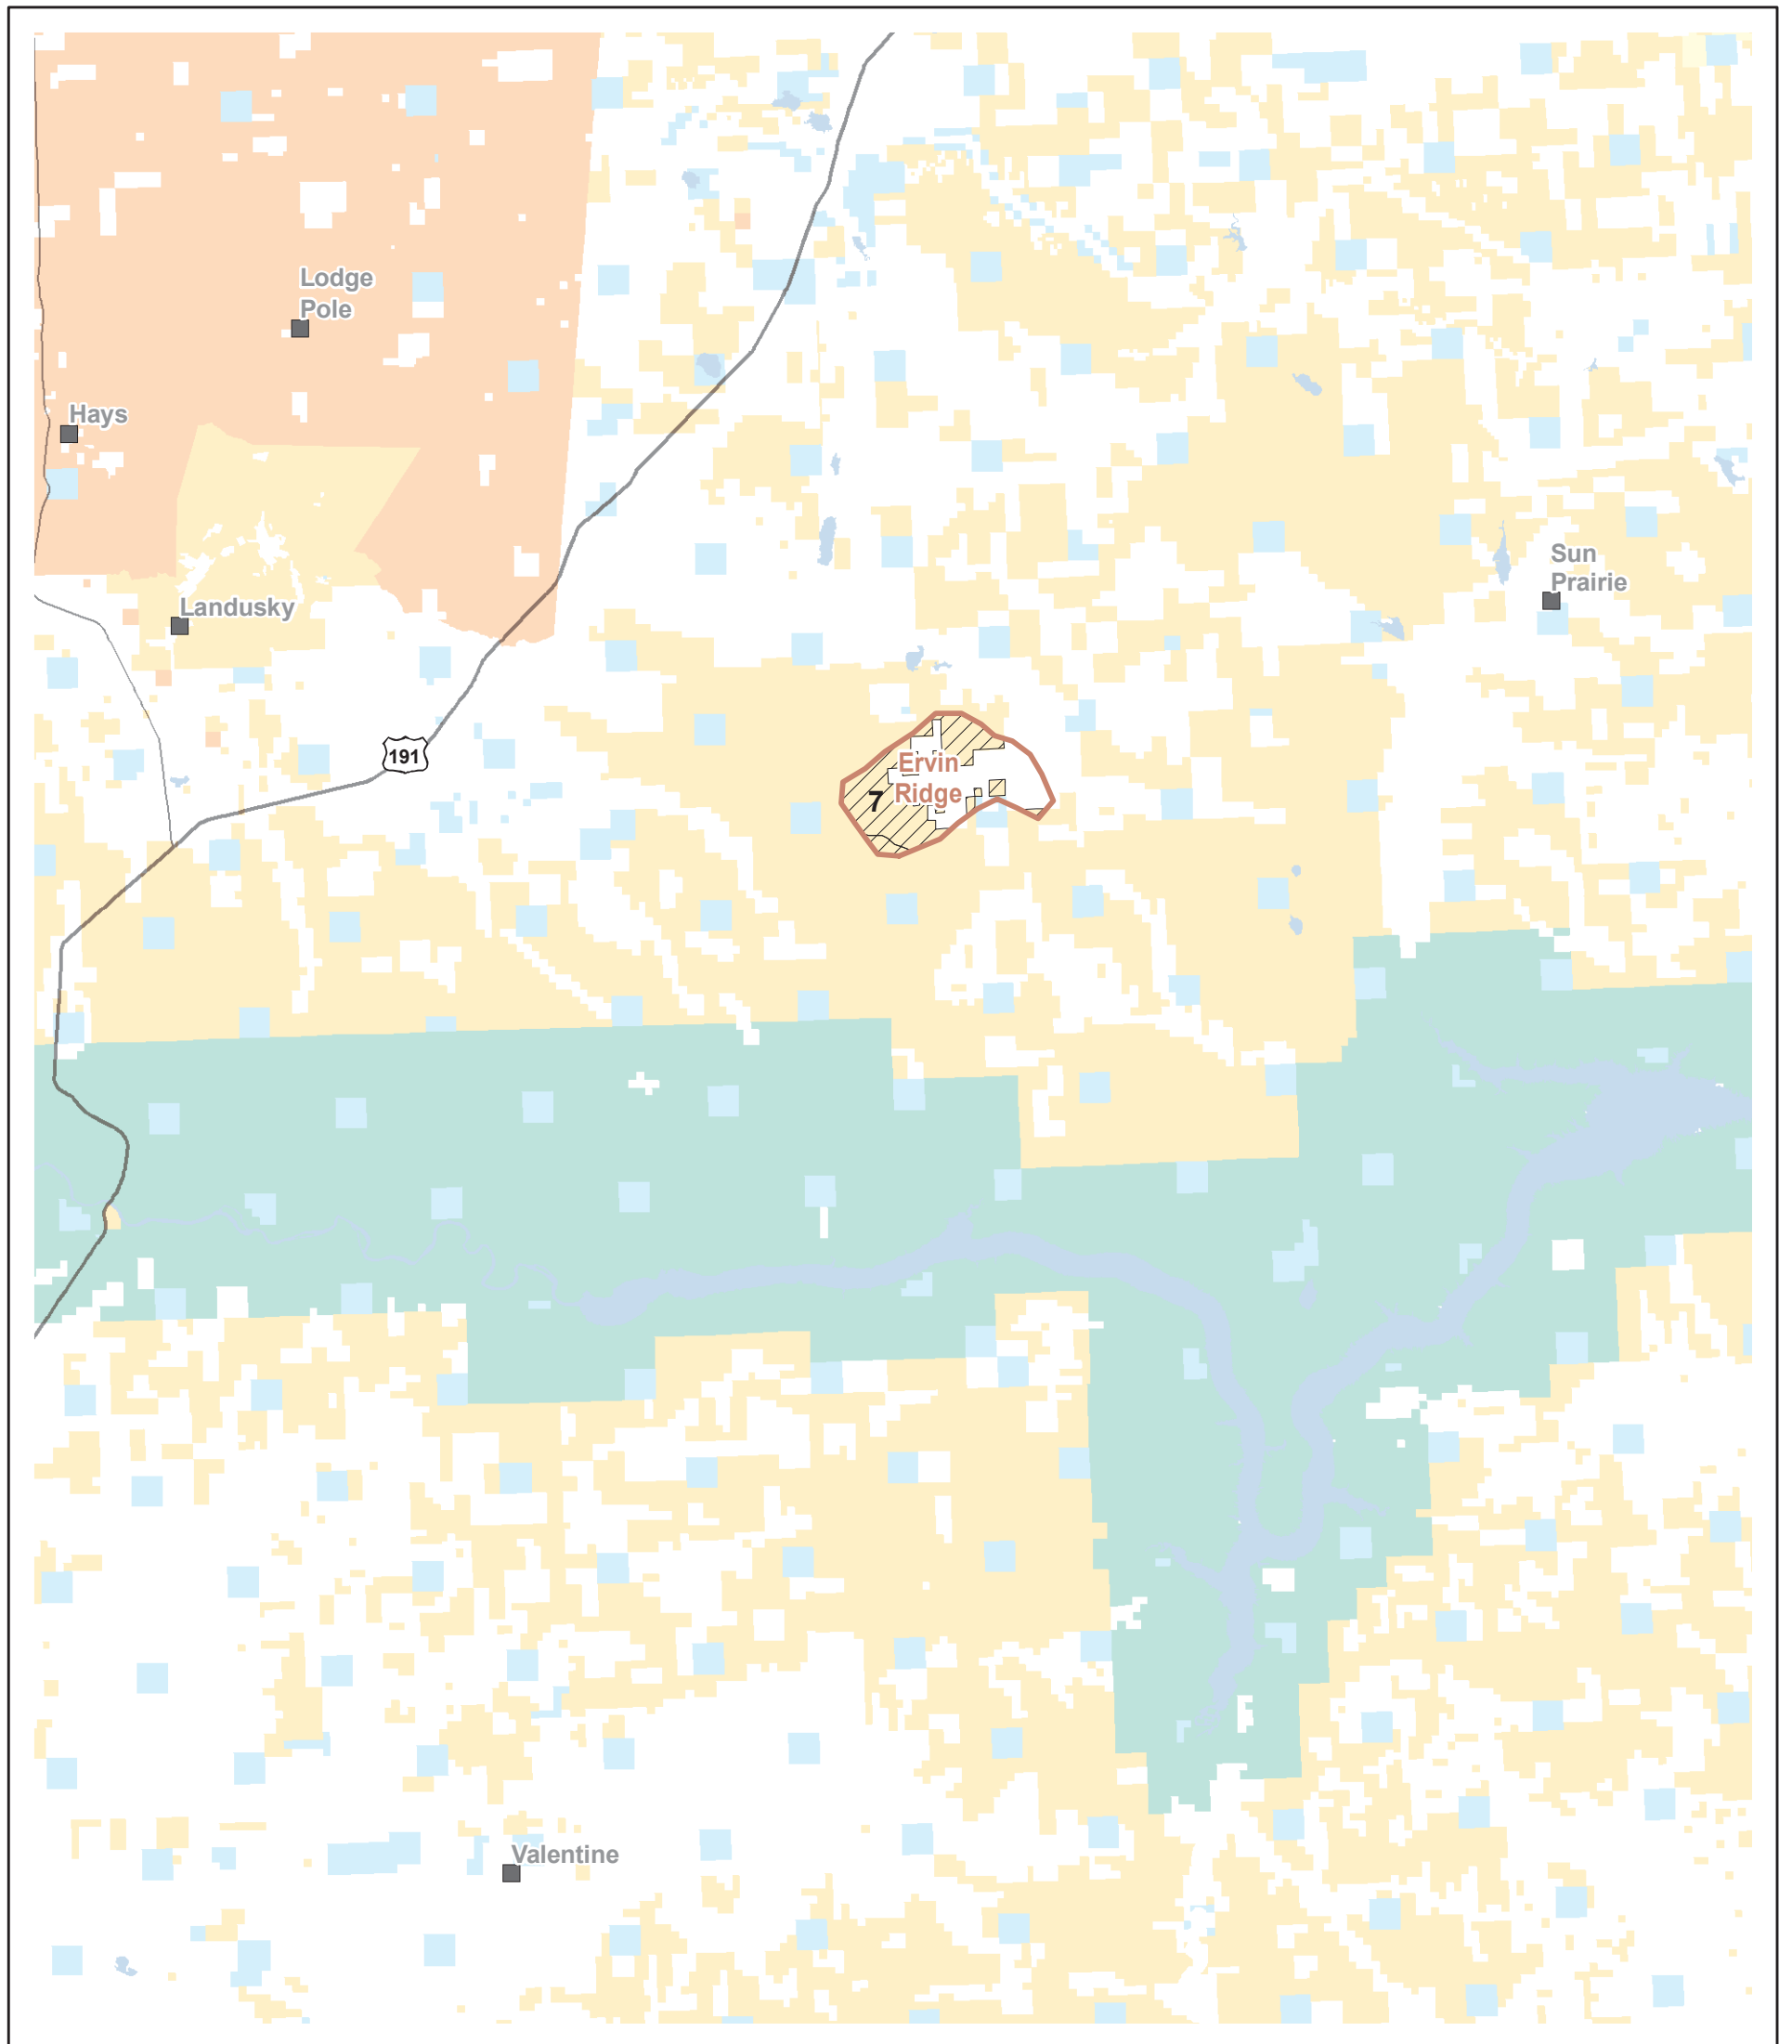 Lodge
Pole
Hays
Sun
Prairie
Landusky
191
Ervin
Ridge
7
Valentine